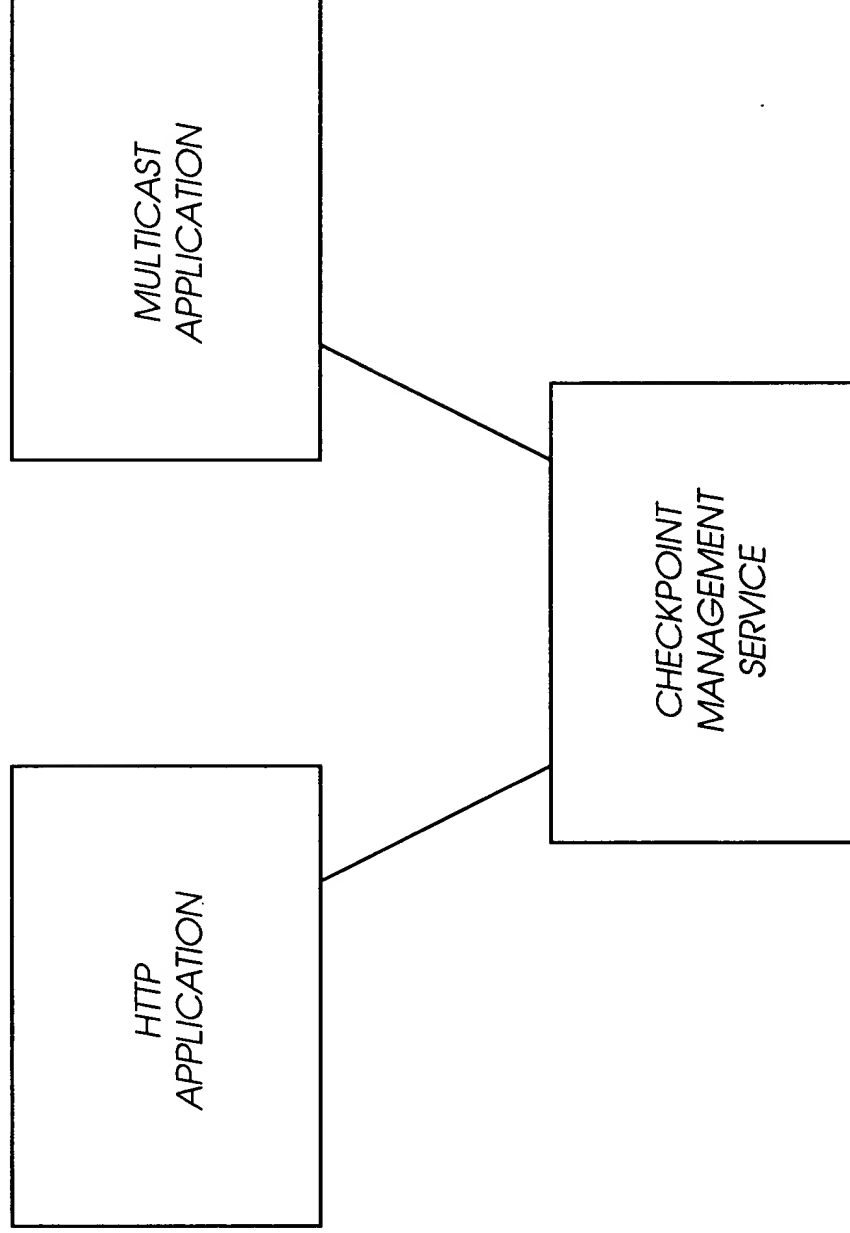 HTTP
APPLICATION
MULTICAST
APPLICATION
CHECKPOINT
MANAGEMENT
SERVICE